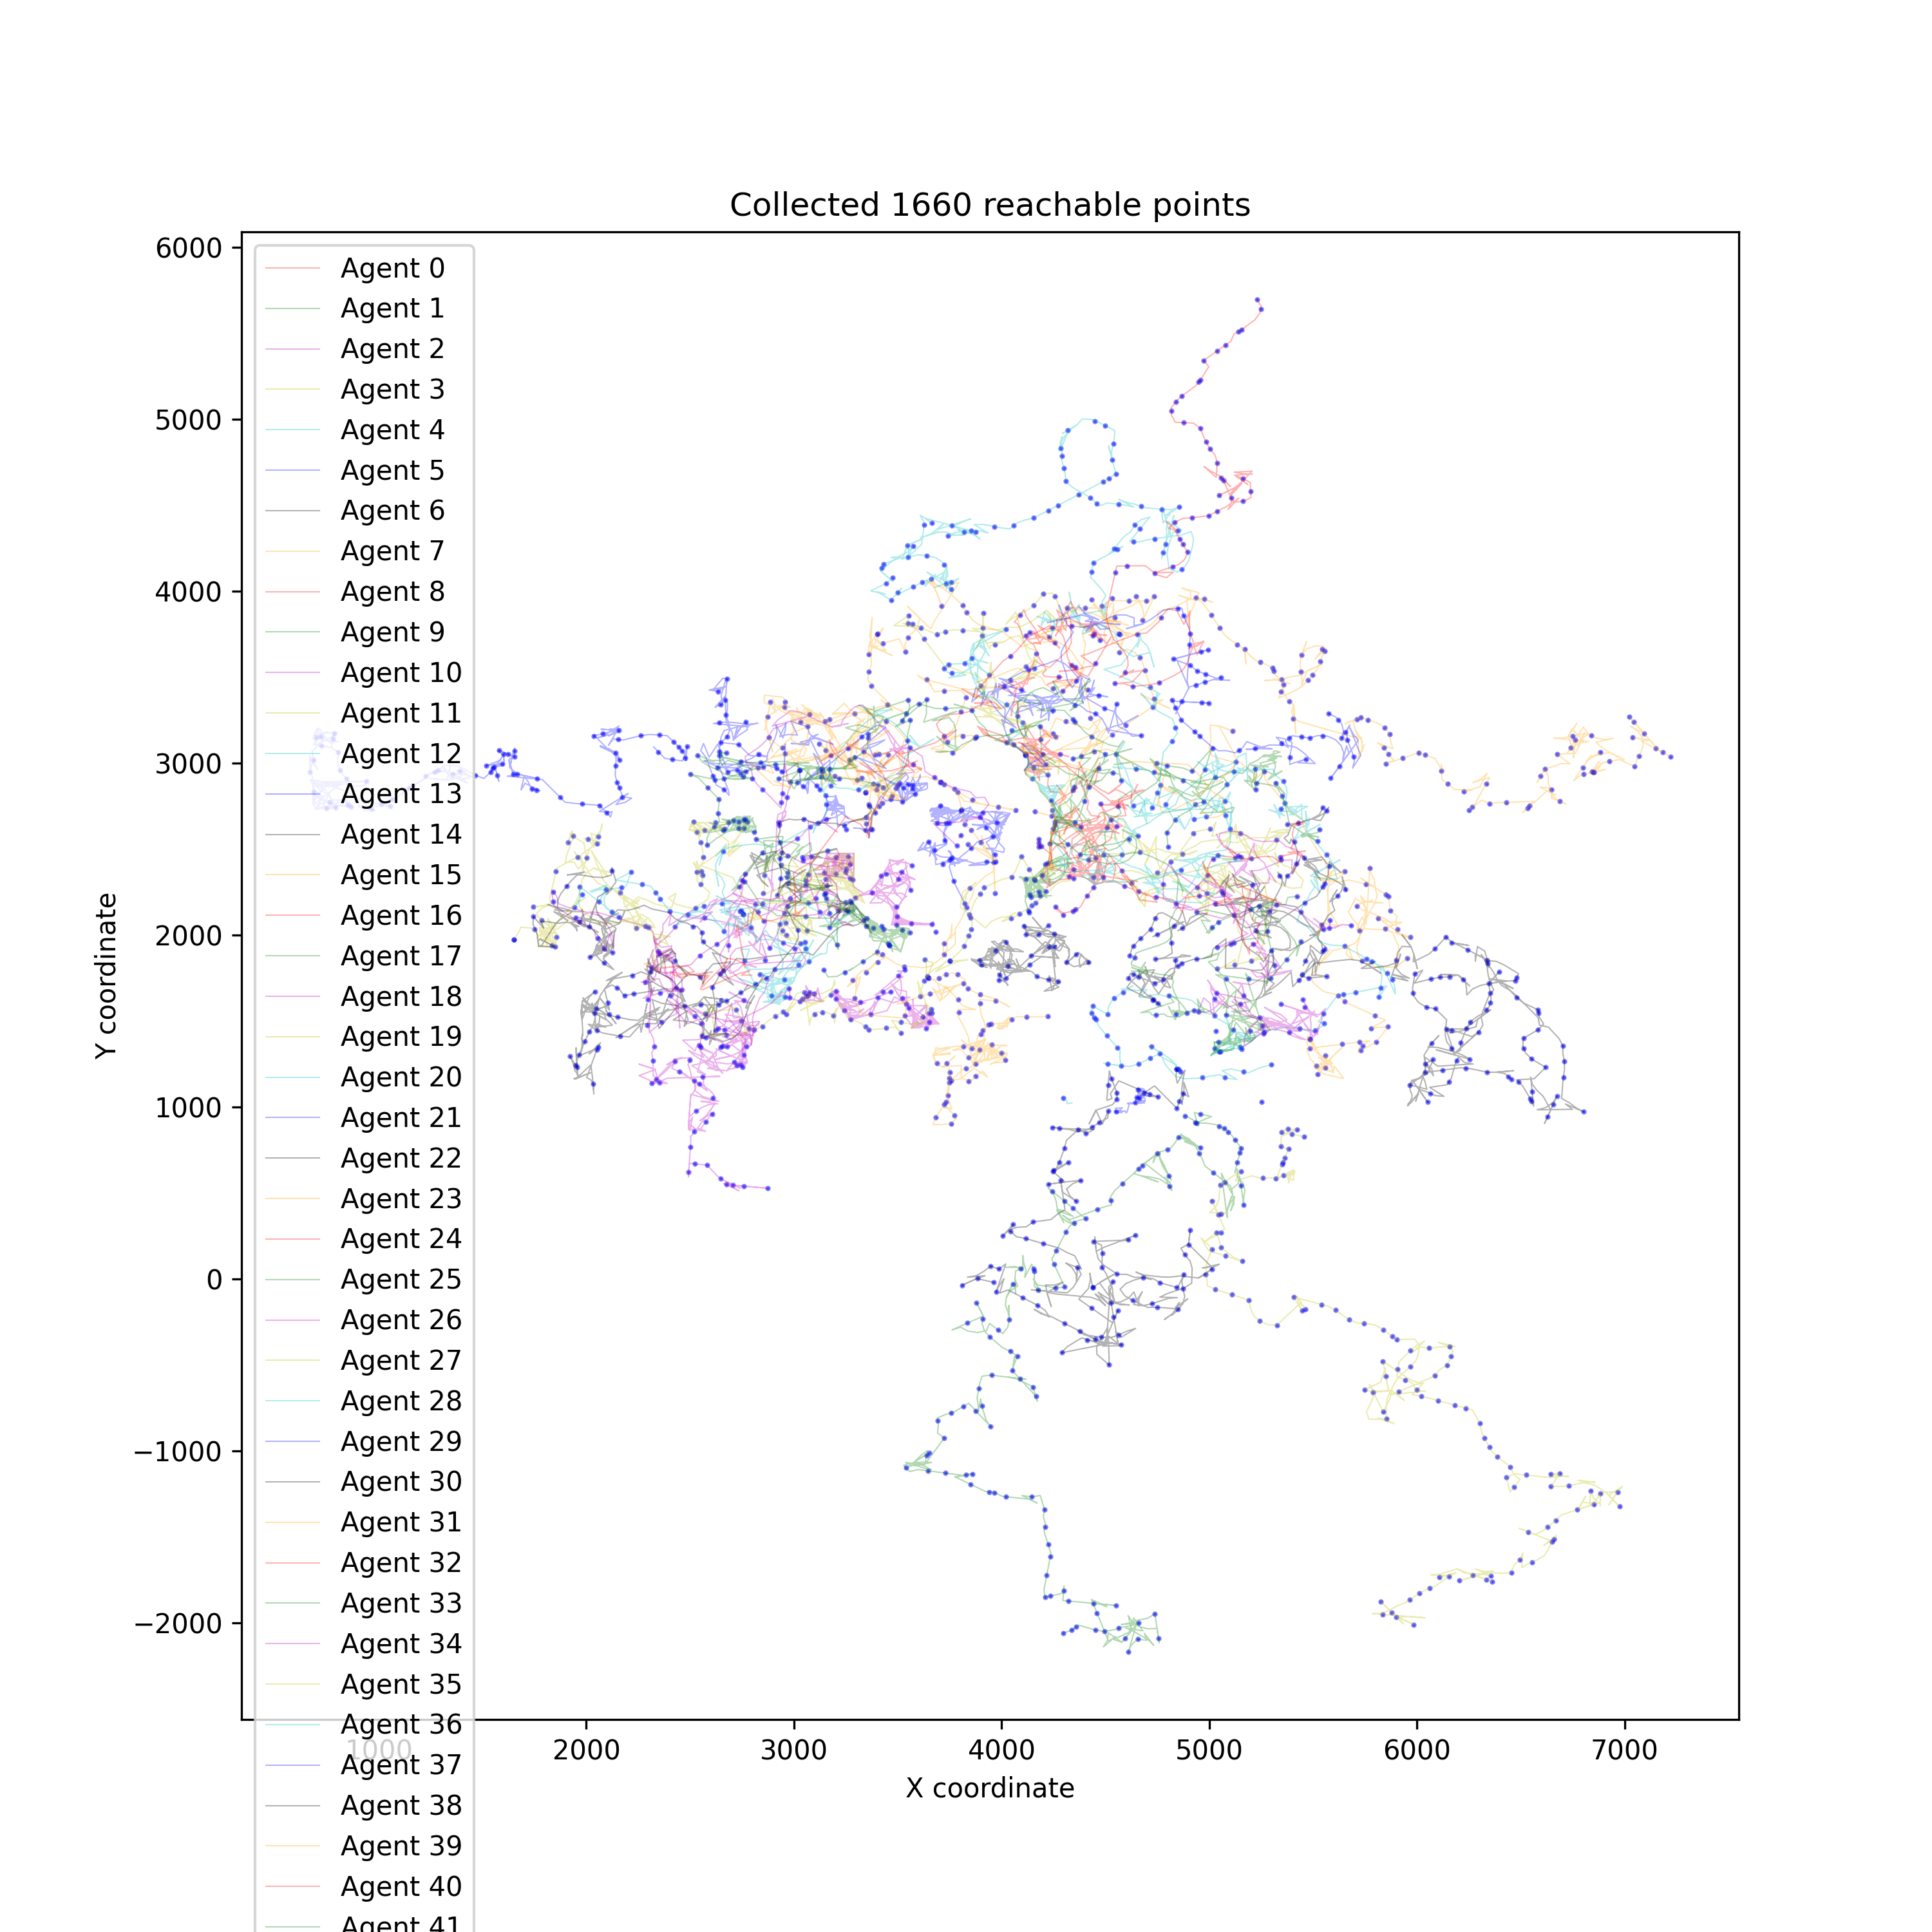 Collected 1660 reachable points
6000
5000
4000
3000
2000
1000
0
−1000
−2000
Y coordinate
Agent 0
Agent 1
Agent 2
Agent 3
Agent 4
Agent 5
Agent 6
Agent 7
Agent 8
Agent 9
Agent 10
Agent 11
Agent 12
Agent 13
Agent 14
Agent 15
Agent 16
Agent 17
Agent 18
Agent 19
Agent 20
Agent 21
Agent 22
Agent 23
Agent 24
Agent 25
Agent 26
Agent 27
Agent 28
Agent 29
Agent 30
Agent 31
Agent 32
Agent 33
Agent 34
Agent 35
Agent 36
Agent 37
Agent 38
Agent 39
Agent 40
Agent 41
1000 2000 3000 4000 5000 6000 7000
X coordinate